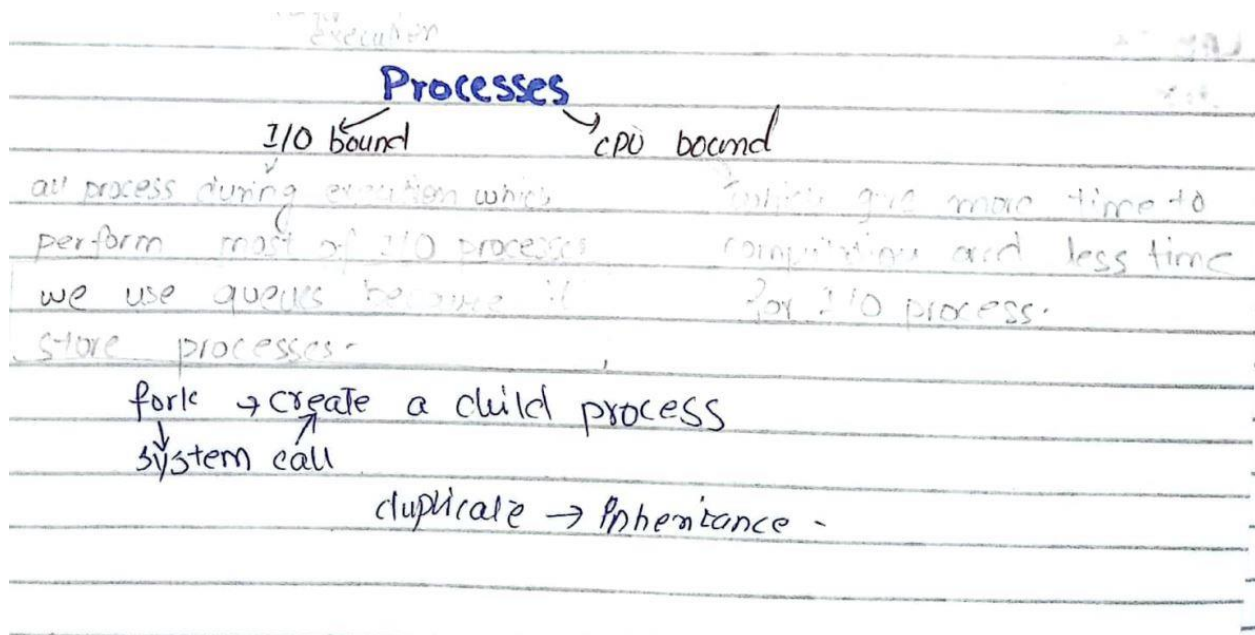 execution
Processes
I/O bound
CPU bound
all process during execution which
perform most of I/O processes
we use queues because it
store processes.
which give more time to
computations and less time
for I/O process.
fork → create a child process
system call
duplicate → Inheritance -